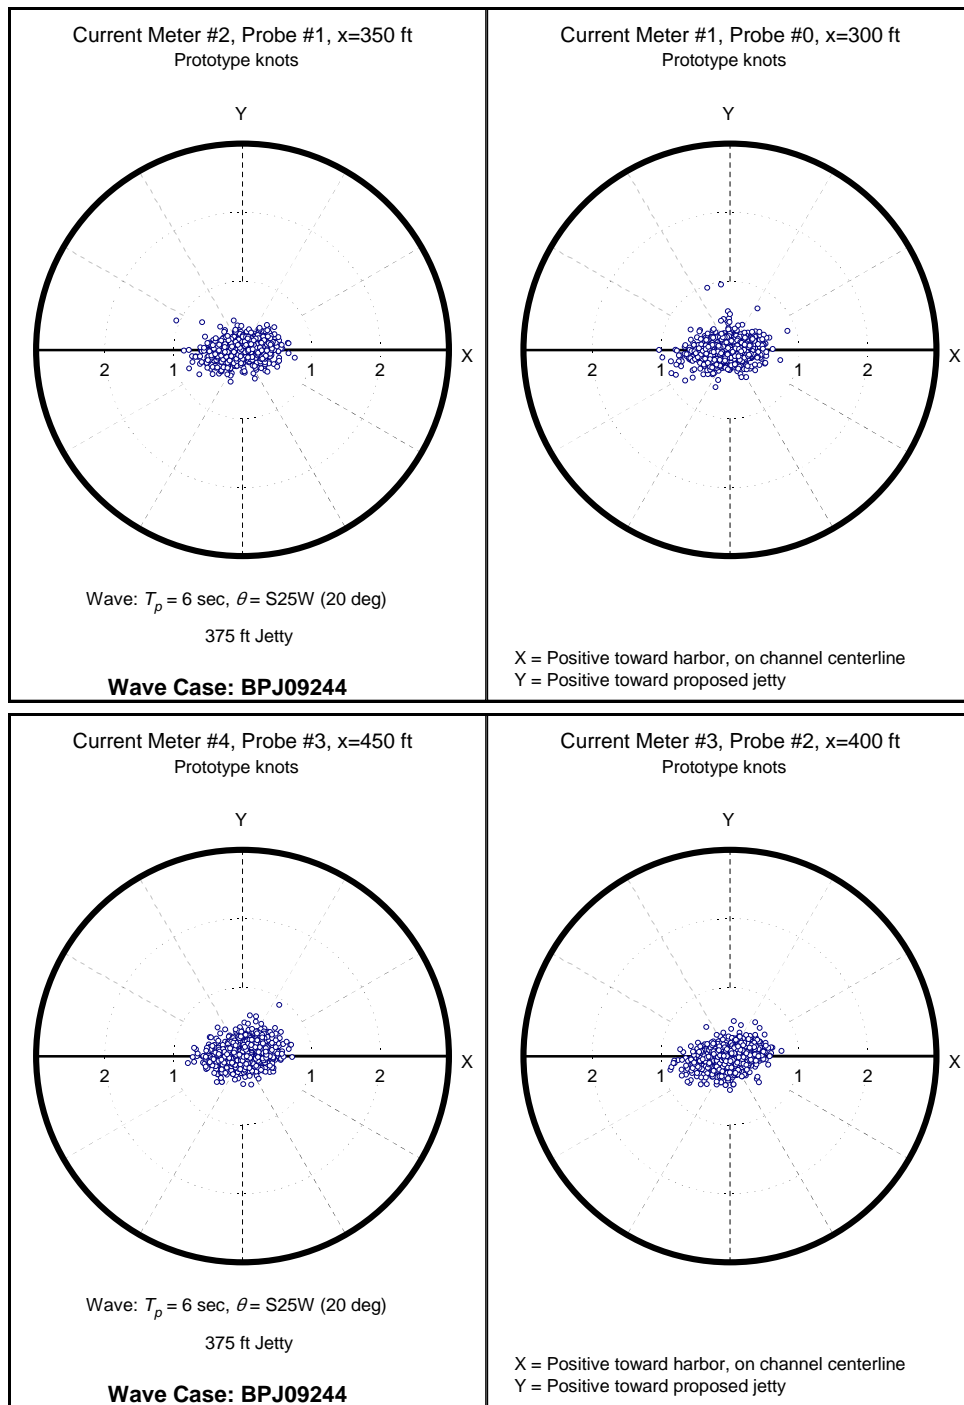 Current Meter #2, Probe #1, x=350 ft
Prototype knots
Y
X
2 1 1 2
Wave: Tp = 6 sec, θ = S25W (20 deg)
375 ft Jetty
Wave Case: BPJ09244
Current Meter #1, Probe #0, x=300 ft
Prototype knots
Y
X
2 1 1 2
X = Positive toward harbor, on channel centerline
Y = Positive toward proposed jetty
Current Meter #4, Probe #3, x=450 ft
Prototype knots
Y
X
2 1 1 2
Wave: Tp = 6 sec, θ = S25W (20 deg)
375 ft Jetty
Wave Case: BPJ09244
Current Meter #3, Probe #2, x=400 ft
Prototype knots
Y
X
2 1 1 2
X = Positive toward harbor, on channel centerline
Y = Positive toward proposed jetty